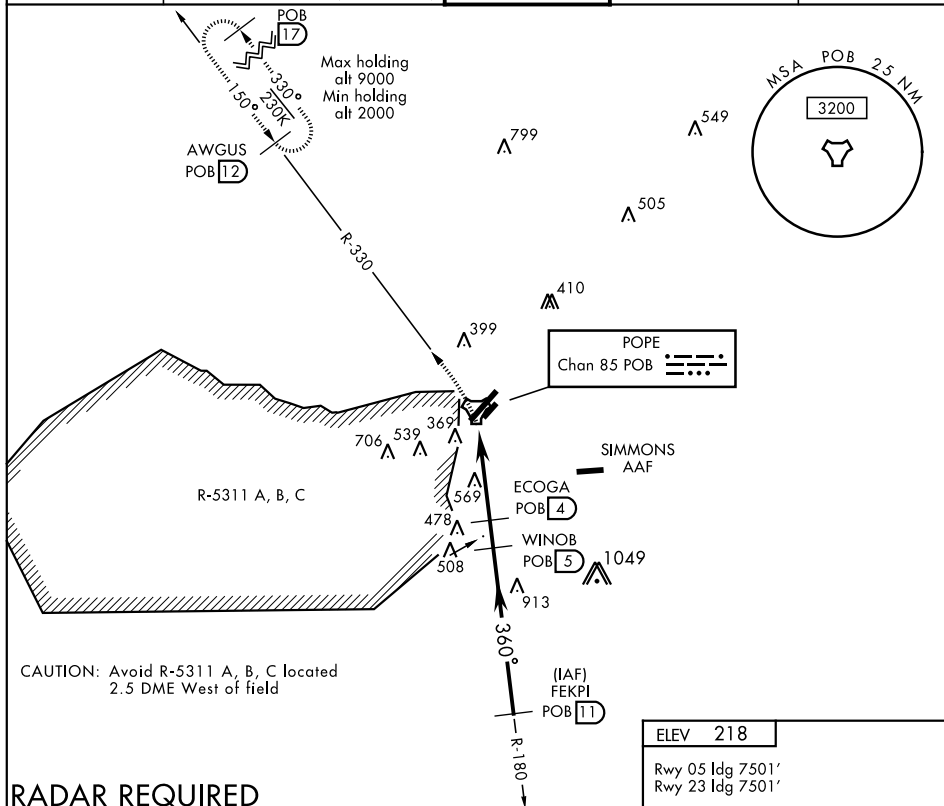 POB
17
Max holding
alt 9000
Min holding
alt 2000
330°
150°
230K
AWGUS
POB 12
MSA POB 25 NM
3200
549
799
505
R-330
410
399
POPE
Chan 85 POB
369
706
539
SIMMONS
AAF
R-5311 A, B, C
569
ECOGA
POB 4
478
WINOB
POB 5
508
1049
913
360°
CAUTION: Avoid R-5311 A, B, C located
2.5 DME West of field
(IAF)
FEKPI
POB 11
R-180
ELEV 218
Rwy 05 ldg 7501'
Rwy 23 ldg 7501'
RADAR REQUIRED